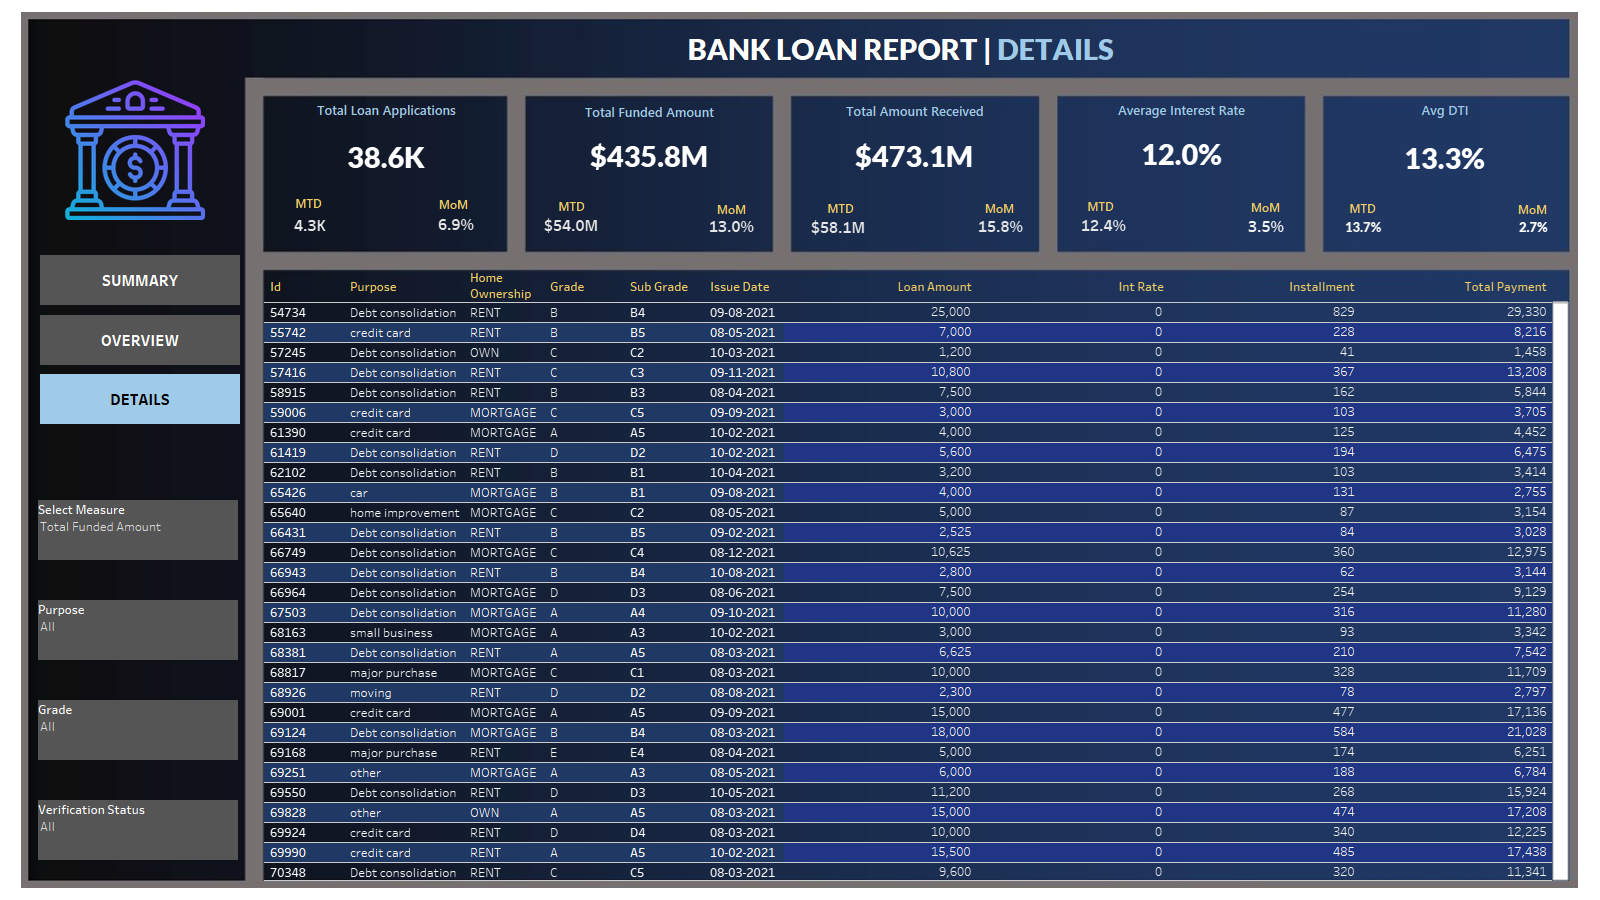 BANK LOAN REPORT | DETAILS
Total Loan Applications
38.6K
MTD MoM
4.3K 6.9%
Total Funded Amount
$435.8M
MTD MoM
$54.0M 13.0%
Total Amount Received
$473.1M
MTD MoM
$58.1M 15.8%
Average Interest Rate
12.0%
MTD MoM
12.4% 3.5%
Avg DTI
13.3%
MTD MoM
13.7% 2.7%
SUMMARY
OVERVIEW
DETAILS
Select Measure
Total Funded Amount
Purpose
All
Grade
All
Verification Status
All
Id Purpose Home Ownership Grade Sub Grade Issue Date Loan Amount Int Rate Installment Total Payment
54734 Debt consolidation RENT B B4 09-08-2021 25,000 0 829 29,330
55742 credit card RENT B B5 08-05-2021 7,000 0 228 8,216
57245 Debt consolidation OWN C C2 10-03-2021 1,200 0 41 1,458
57416 Debt consolidation RENT C C3 09-11-2021 10,800 0 367 13,208
58915 Debt consolidation RENT B B3 08-04-2021 7,500 0 162 5,844
59006 credit card MORTGAGE C C5 09-09-2021 3,000 0 103 3,705
61390 credit card MORTGAGE A A5 10-02-2021 4,000 0 125 4,452
61419 Debt consolidation RENT D D2 10-02-2021 5,600 0 194 6,475
62102 Debt consolidation RENT B B1 10-04-2021 3,200 0 103 3,414
65426 car MORTGAGE B B1 09-08-2021 4,000 0 131 2,755
65640 home improvement MORTGAGE C C2 08-05-2021 5,000 0 87 3,154
66431 Debt consolidation RENT B B5 09-02-2021 2,525 0 84 3,028
66749 Debt consolidation MORTGAGE C C4 08-12-2021 10,625 0 360 12,975
66943 Debt consolidation RENT B B4 10-08-2021 2,800 0 62 3,144
66964 Debt consolidation MORTGAGE D D3 08-06-2021 7,500 0 254 9,129
67503 Debt consolidation MORTGAGE A A4 09-10-2021 10,000 0 316 11,280
68163 small business MORTGAGE A A3 10-02-2021 3,000 0 93 3,342
68381 Debt consolidation RENT A A5 08-03-2021 6,625 0 210 7,542
68817 major purchase MORTGAGE C C1 08-03-2021 10,000 0 328 11,709
68926 moving RENT D D2 08-08-2021 2,300 0 78 2,797
69001 credit card MORTGAGE A A5 09-09-2021 15,000 0 477 17,136
69124 Debt consolidation MORTGAGE B B4 08-03-2021 18,000 0 584 21,028
69168 major purchase RENT E E4 08-04-2021 5,000 0 174 6,251
69251 other MORTGAGE A A3 08-05-2021 6,000 0 188 6,784
69550 Debt consolidation RENT D D3 10-05-2021 11,200 0 268 15,924
69828 other OWN A A5 08-03-2021 15,000 0 474 17,208
69924 credit card RENT D D4 08-03-2021 10,000 0 340 12,225
69990 credit card RENT A A5 10-02-2021 15,500 0 485 17,438
70348 Debt consolidation RENT C C5 08-03-2021 9,600 0 320 11,341